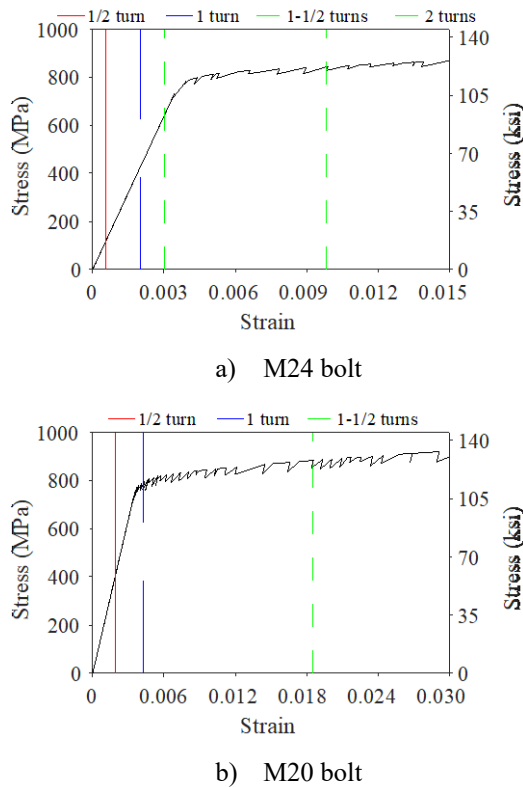 1/2 turn 1 turn 1-1/2 turns 2 turns
1000 140
800 105
600
400 70
200 35
0 0
Stress (MPa) Stress (ksi)
0 0.003 0.006 0.009 0.012 0.015
Strain
a) M24 bolt
1/2 turn 1 turn 1-1/2 turns
1000 140
800 105
600
400 70
200 35
0 0
Stress (MPa) Stress (ksi)
0 0.006 0.012 0.018 0.024 0.030
Strain
b) M20 bolt